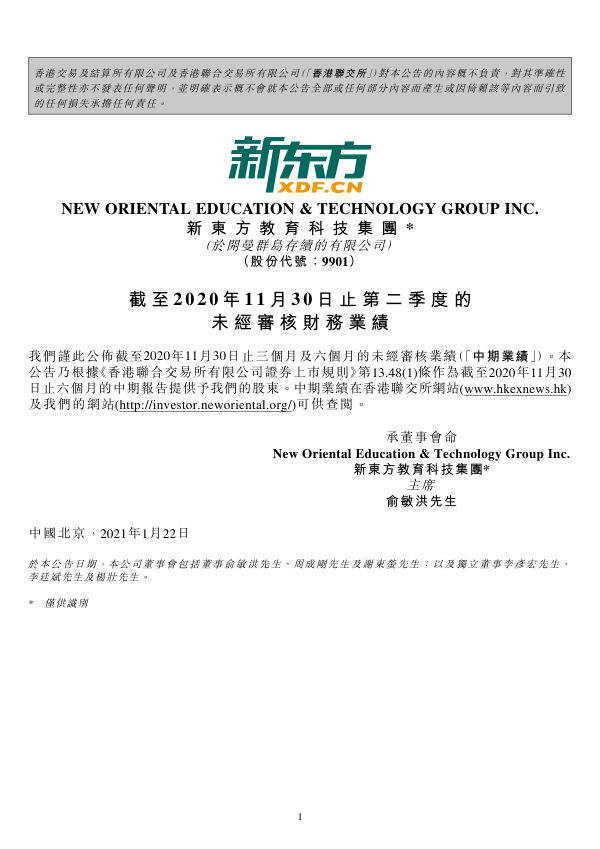 香港交易及結算所有限公司及香港聯合交易所有限公司(「香港聯交所」)對本公告的內容概不負責，對其準確性
或完整性亦不發表任何聲明，並明確表示概不會就本公告全部或任何部分內容而產生或因倚賴該等內容而引致
的任何損失承擔任何責任。
新东方
XDF.CN
NEW ORIENTAL EDUCATION & TECHNOLOGY GROUP INC.
新東方教育科技集團*
(於開曼群島存續的有限公司)
(股份代號：9901)
截至2020年11月30日止第二季度的
未經審核財務業績
我們謹此公佈截至2020年11月30日止三個月及六個月的未經審核業績(「中期業績」)。本
公告乃根據《香港聯合交易所有限公司證券上市規則》第13.48(1)條作為截至2020年11月30
日止六個月的中期報告提供予我們的股東。中期業績在香港聯交所網站(www.hkexnews.hk)
及我們的網站(http://investor.neworiental.org/)可供查閱。
承董事會命
New Oriental Education & Technology Group Inc.
新東方教育科技集團*
主席
俞敏洪先生
中國北京，2021年1月22日
於本公告日期，本公司董事會包括董事俞敏洪先生、周成剛先生及謝東螢先生；以及獨立董事李彥宏先生、
李廷斌先生及楊壯先生。
* 僅供識別
1